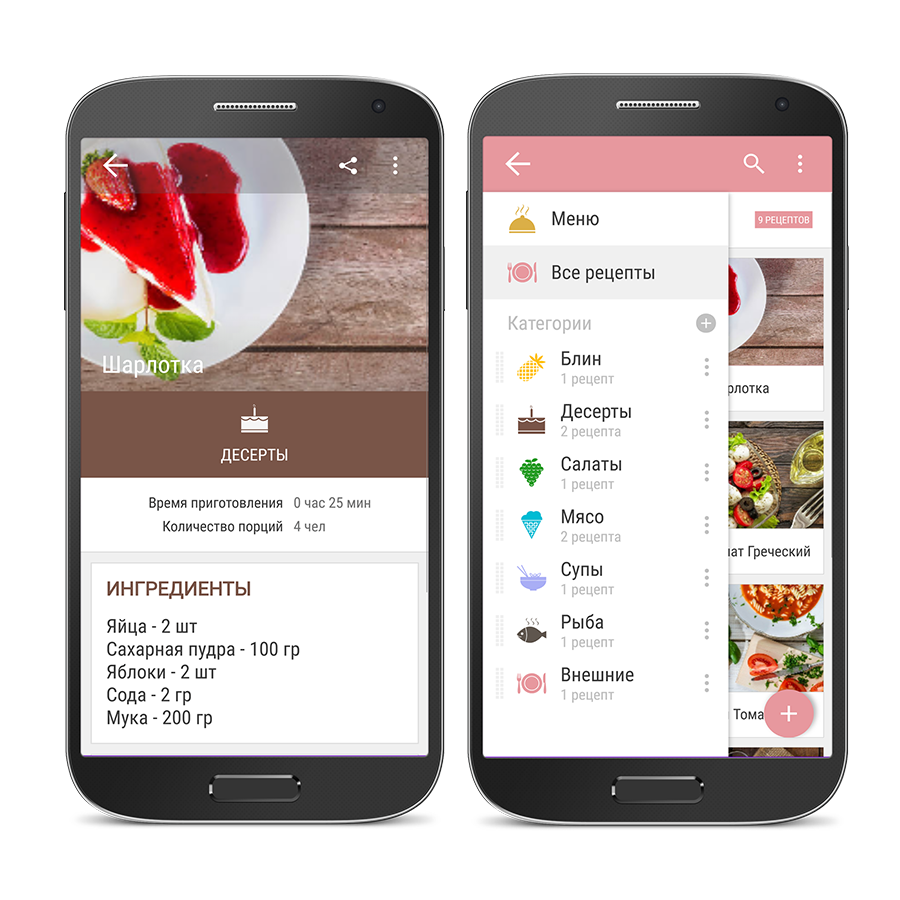 Шарлотка
ДЕСЕРТЫ
Время приготовления 0 час 25 мин
Количество порций 4 чел
ИНГРЕДИЕНТЫ
Яйца - 2 шт
Сахарная пудра - 100 гр
Яблоки - 2 шт
Сода - 2 гр
Мука - 200 гр
Меню
9 РЕЦЕПТОВ
Все рецепты
Категории
Блин
1 рецепт
Десерты
2 рецепта
Салаты
1 рецепт
Мясо
2 рецепта
Супы
1 рецепт
Рыба
1 рецепт
Внешние
1 рецепт
рлотка
ат Греческий
Тома